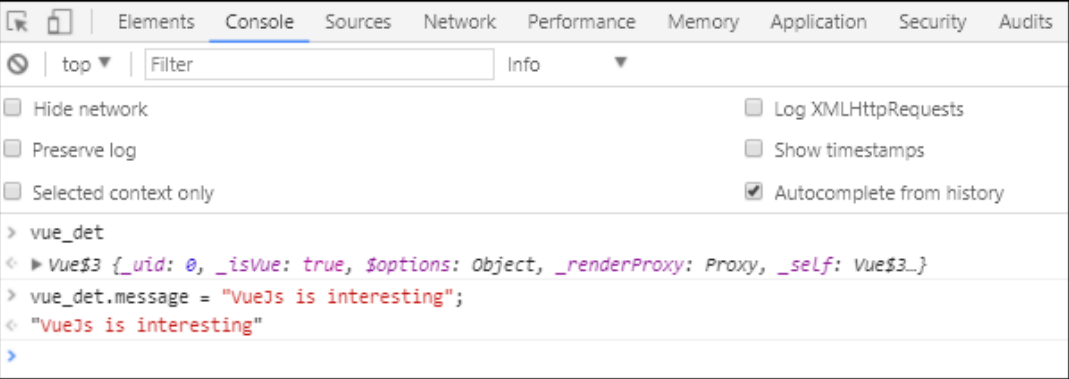 Elements Console Sources Network Performance Memory Application Security Audits
top ▼ Filter Info ▼
Hide network Log XMLHttpRequests
Preserve log Show timestamps
Selected context only Autocomplete from history
> vue_det
<· ▶ Vue$3 {_uid: 0, _isVue: true, $options: Object, _renderProxy: Proxy, _self: Vue$3…}
> vue_det.message = "VueJs is interesting";
<· "VueJs is interesting"
>